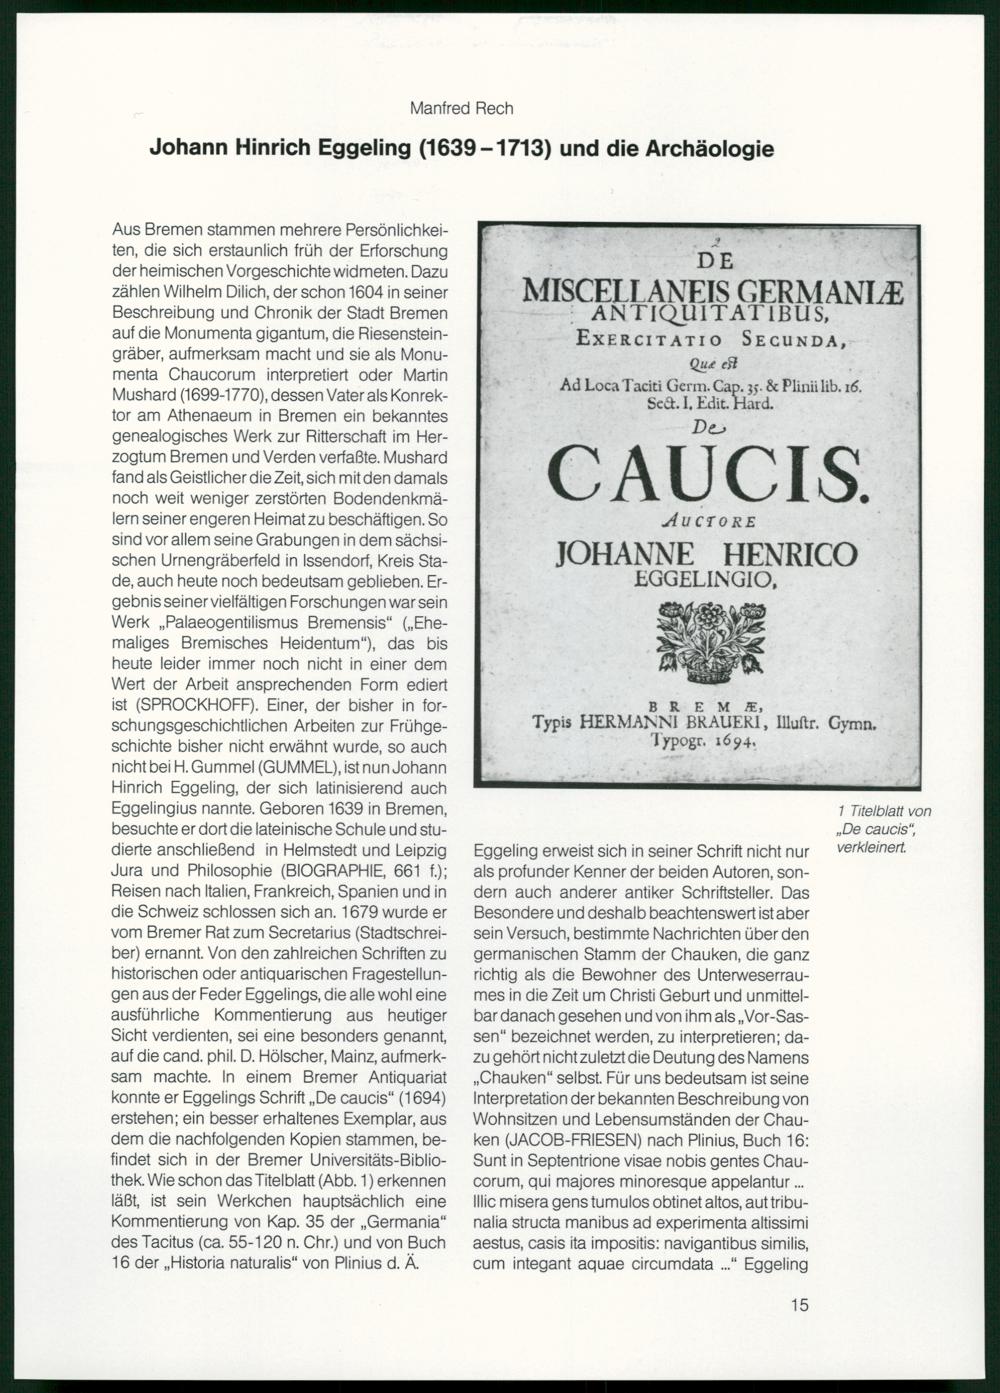 Manfred Rech
Johann Hinrich Eggeling (1639–1713) und die Archäologie
Aus Bremen stammen mehrere Persönlichkei-
ten, die sich erstaunlich früh der Erforschung
der heimischen Vorgeschichte widmeten. Dazu
zählen Wilhelm Dilich, der schon 1604 in seiner
Beschreibung und Chronik der Stadt Bremen
auf die Monumenta gigantum, die Riesenstein-
gräber, aufmerksam macht und sie als Monu-
menta Chaucorum interpretiert oder Martin
Mushard (1699-1770), dessen Vater als Konrek-
tor am Athenaeum in Bremen ein bekanntes
genealogisches Werk zur Ritterschaft im Her-
zogtum Bremen und Verden verfaßte. Mushard
fand als Geistlicher die Zeit, sich mit den damals
noch weit weniger zerstörten Bodendenkmä-
lern seiner engeren Heimat zu beschäftigen. So
sind vor allem seine Grabungen in dem sächsi-
schen Urnengräberfeld in Issendorf, Kreis Sta-
de, auch heute noch bedeutsam geblieben. Er-
gebnis seiner vielfältigen Forschungen war sein
Werk „Palaeogentilismus Bremensis“ („Ehe-
maliges Bremisches Heidentum“), das bis
heute leider immer noch nicht in einer dem
Wert der Arbeit ansprechenden Form ediert
ist (SPROCKHOFF). Einer, der bisher in for-
schungsgeschichtlichen Arbeiten zur Frühge-
schichte bisher nicht erwähnt wurde, so auch
nicht bei H. Gummel (GUMMEL), ist nun Johann
Hinrich Eggeling, der sich latinisierend auch
Eggelingius nannte. Geboren 1639 in Bremen,
besuchte er dort die lateinische Schule und stu-
dierte anschließend in Helmstedt und Leipzig
Jura und Philosophie (BIOGRAPHIE, 661 f.);
Reisen nach Italien, Frankreich, Spanien und in
die Schweiz schlossen sich an. 1679 wurde er
vom Bremer Rat zum Secretarius (Stadtschrei-
ber) ernannt. Von den zahlreichen Schriften zu
historischen oder antiquarischen Fragestellun-
gen aus der Feder Eggelings, die alle wohl eine
ausführliche Kommentierung aus heutiger
Sicht verdienten, sei eine besonders genannt,
auf die cand. phil. D. Hölscher, Mainz, aufmerk-
sam machte. In einem Bremer Antiquariat
konnte er Eggelings Schrift „De caucis“ (1694)
erstehen; ein besser erhaltenes Exemplar, aus
dem die nachfolgenden Kopien stammen, be-
findet sich in der Bremer Universitäts-Biblio-
thek. Wie schon das Titelblatt (Abb. 1) erkennen
läßt, ist sein Werkchen hauptsächlich eine
Kommentierung von Kap. 35 der „Germania“
des Tacitus (ca. 55-120 n. Chr.) und von Buch
16 der „Historia naturalis“ von Plinius d. Ä.
2
DE
MISCELLANEIS GERMANIÆ
ANTIQUITATIBUS,
EXERCITATIO SECUNDA,
Quæ eſt
Ad Loca Taciti Germ. Cap. 35. & Plinii lib. 16.
Sect. I, Edit. Hard.
De
CAUCIS.
AUCTORE
JOHANNE HENRICO
EGGELINGIO,
BREMÆ,
Typis HERMANNI BRAUERI, Illuſtr. Gymn.
Typogr. 1694.
1 Titelblatt von
„De caucis“,
verkleinert.
Eggeling erweist sich in seiner Schrift nicht nur
als profunder Kenner der beiden Autoren, son-
dern auch anderer antiker Schriftsteller. Das
Besondere und deshalb beachtenswert ist aber
sein Versuch, bestimmte Nachrichten über den
germanischen Stamm der Chauken, die ganz
richtig als die Bewohner des Unterweserrau-
mes in die Zeit um Christi Geburt und unmittel-
bar danach gesehen und von ihm als „Vor-Sas-
sen“ bezeichnet werden, zu interpretieren; da-
zu gehört nicht zuletzt die Deutung des Namens
„Chauken“ selbst. Für uns bedeutsam ist seine
Interpretation der bekannten Beschreibung von
Wohnsitzen und Lebensumständen der Chau-
ken (JACOB-FRIESEN) nach Plinius, Buch 16:
Sunt in Septentrione visae nobis gentes Chau-
corum, qui majores minoresque appelantur ...
Illic misera gens tumulos obtinet altos, aut tribu-
nalia structa manibus ad experimenta altissimi
aestus, casis ita impositis: navigantibus similis,
cum integant aquae circumdata ...“ Eggeling
15